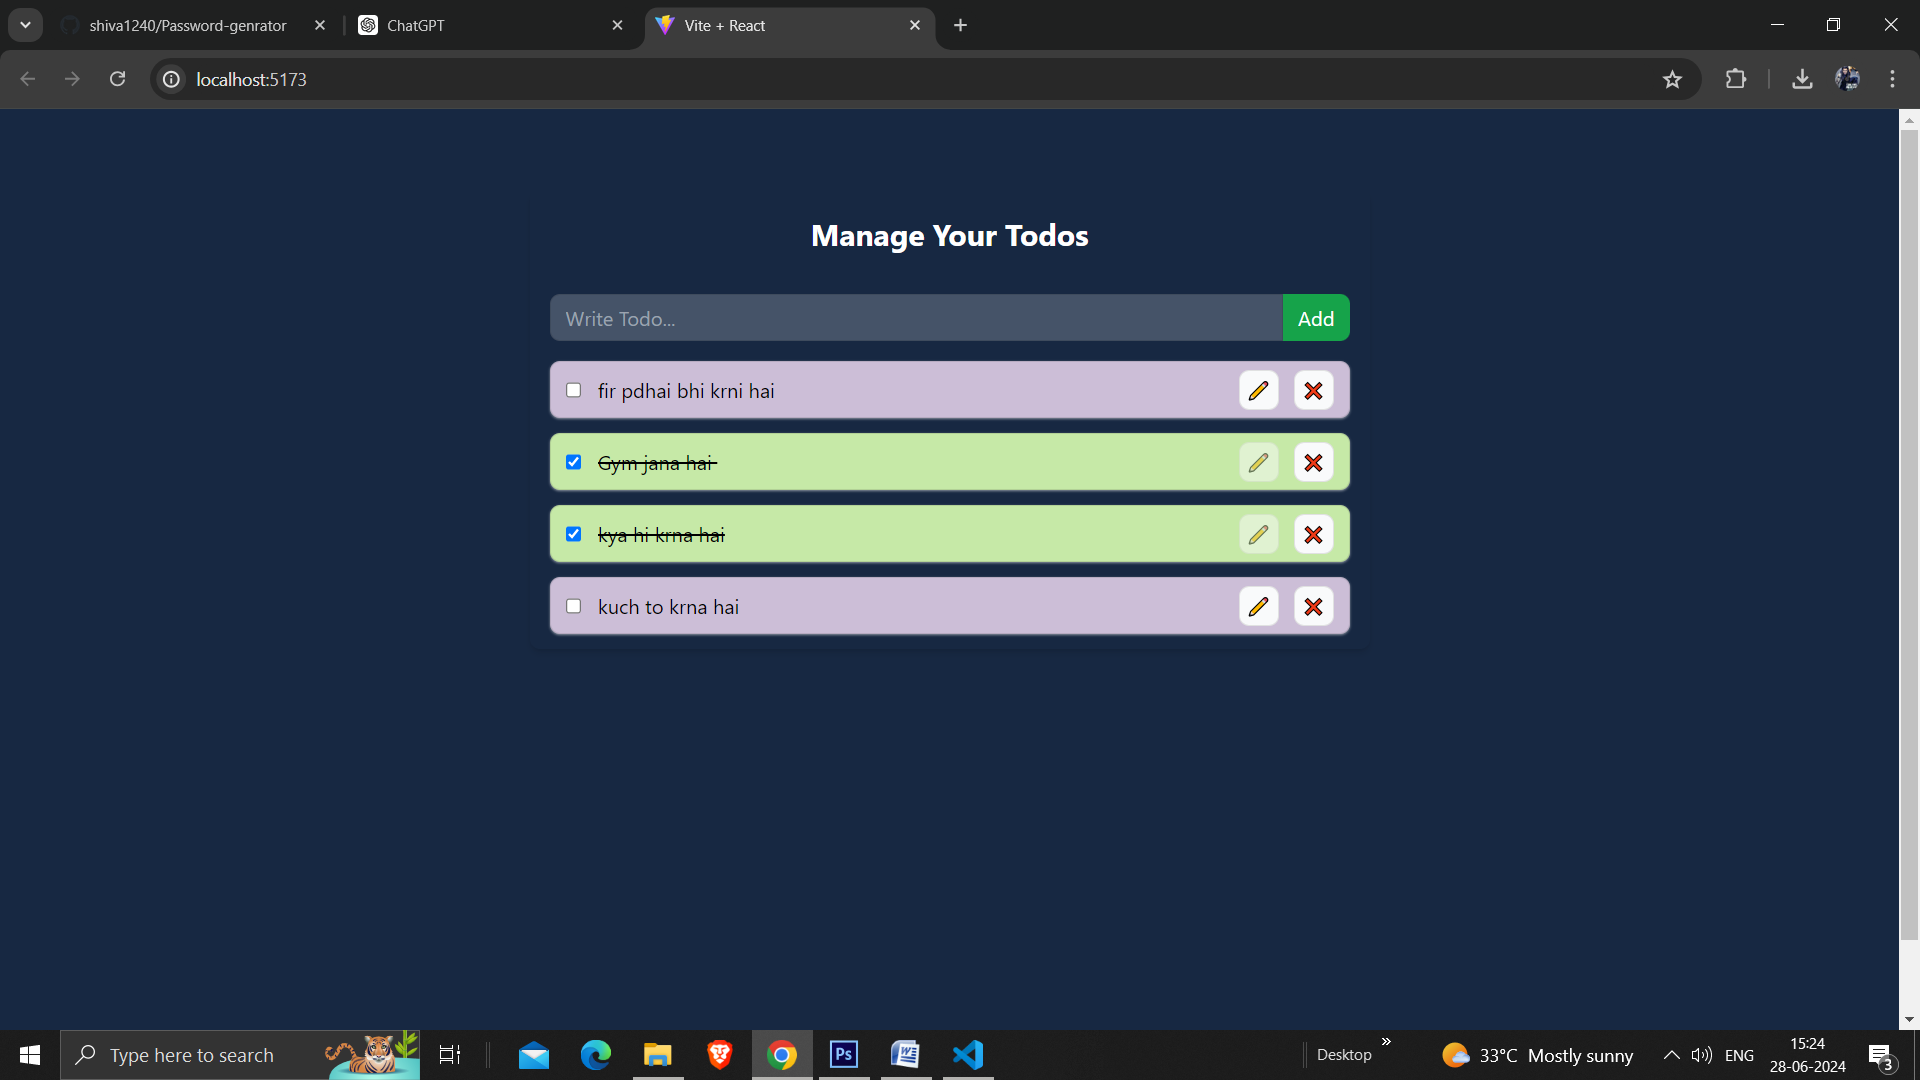 shiva1240/Password-genrator
ChatGPT
Vite + React
localhost:5173
Manage Your Todos
Write Todo...
Add
fir pdhai bhi krni hai
Gym jana hai
kya hi krna hai
kuch to krna hai
Type here to search
Ps
W
Desktop
33°C Mostly sunny
ENG
15:24
28-06-2024
3